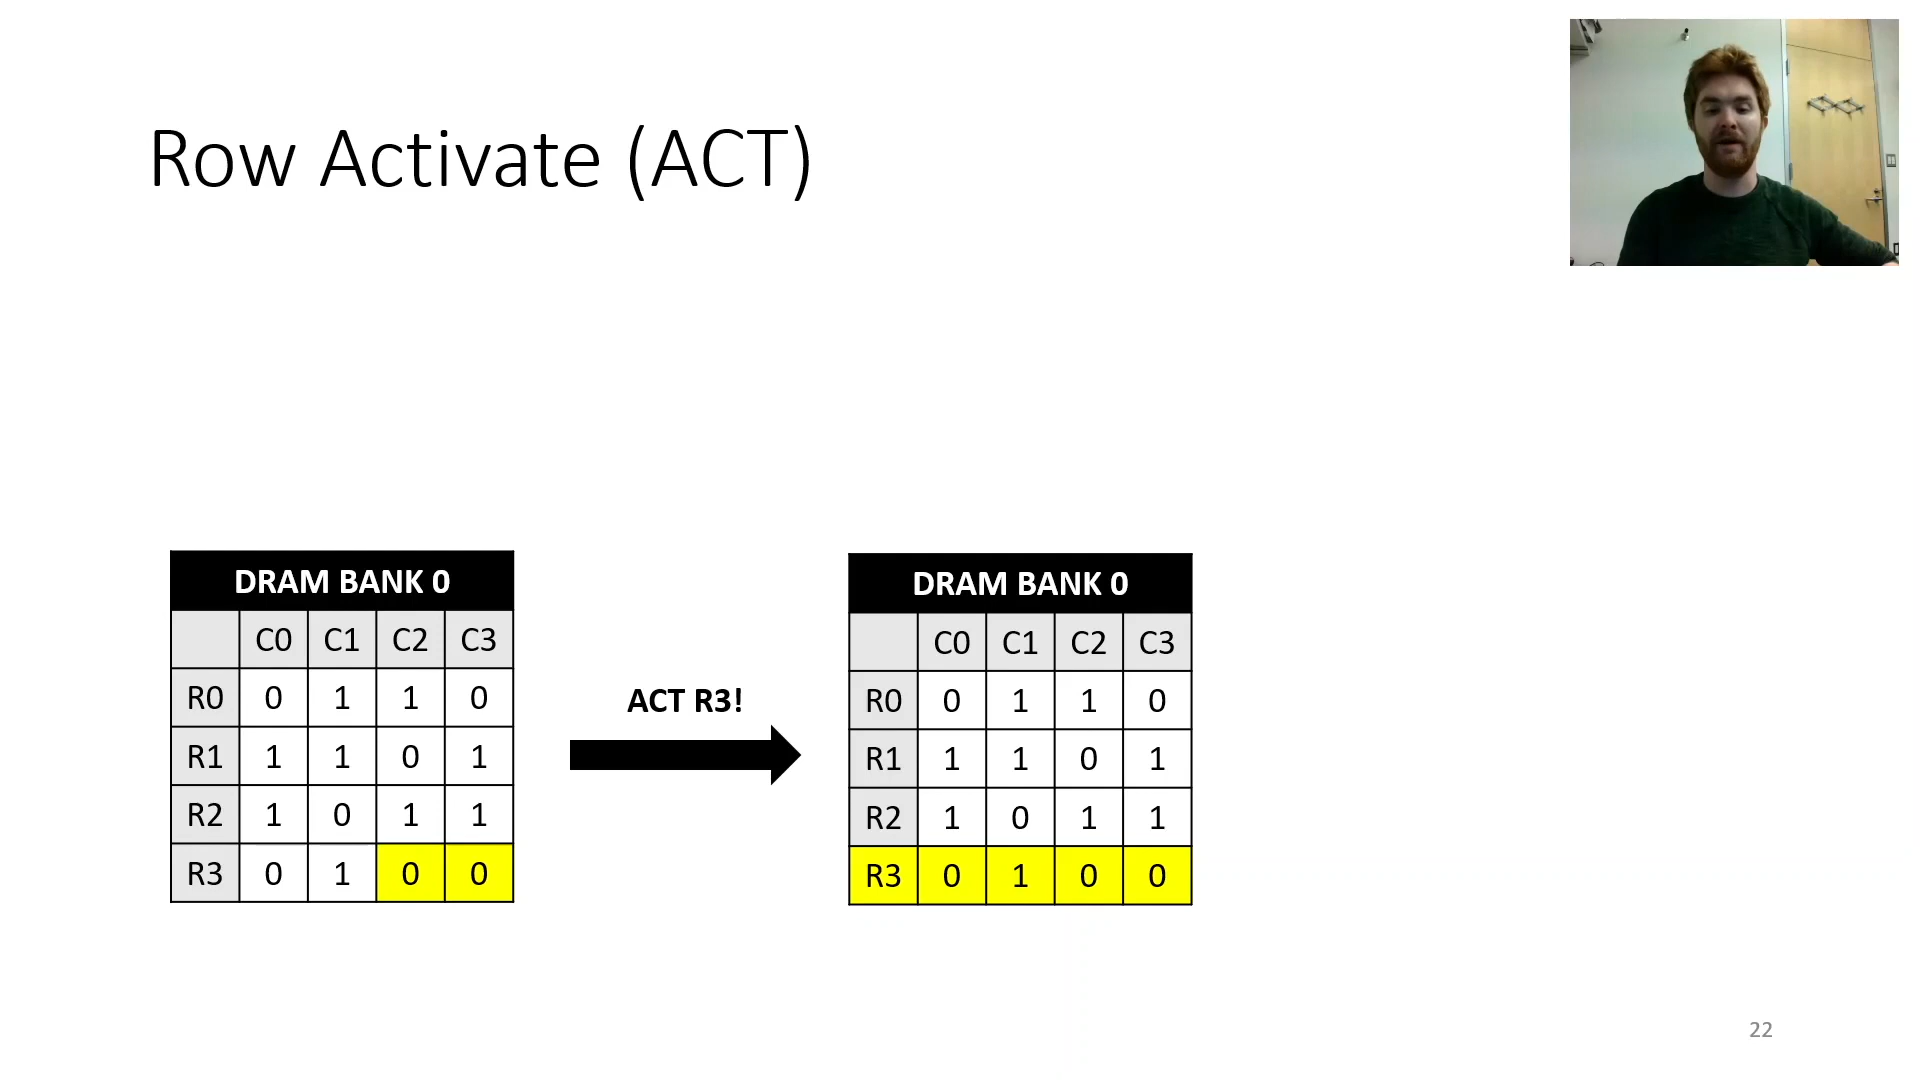 Row Activate (ACT)
DRAM BANK 0
C0 C1 C2 C3
R0 0 1 1 0
R1 1 1 0 1
R2 1 0 1 1
R3 0 1 0 0
ACT R3!
DRAM BANK 0
C0 C1 C2 C3
R0 0 1 1 0
R1 1 1 0 1
R2 1 0 1 1
R3 0 1 0 0
22